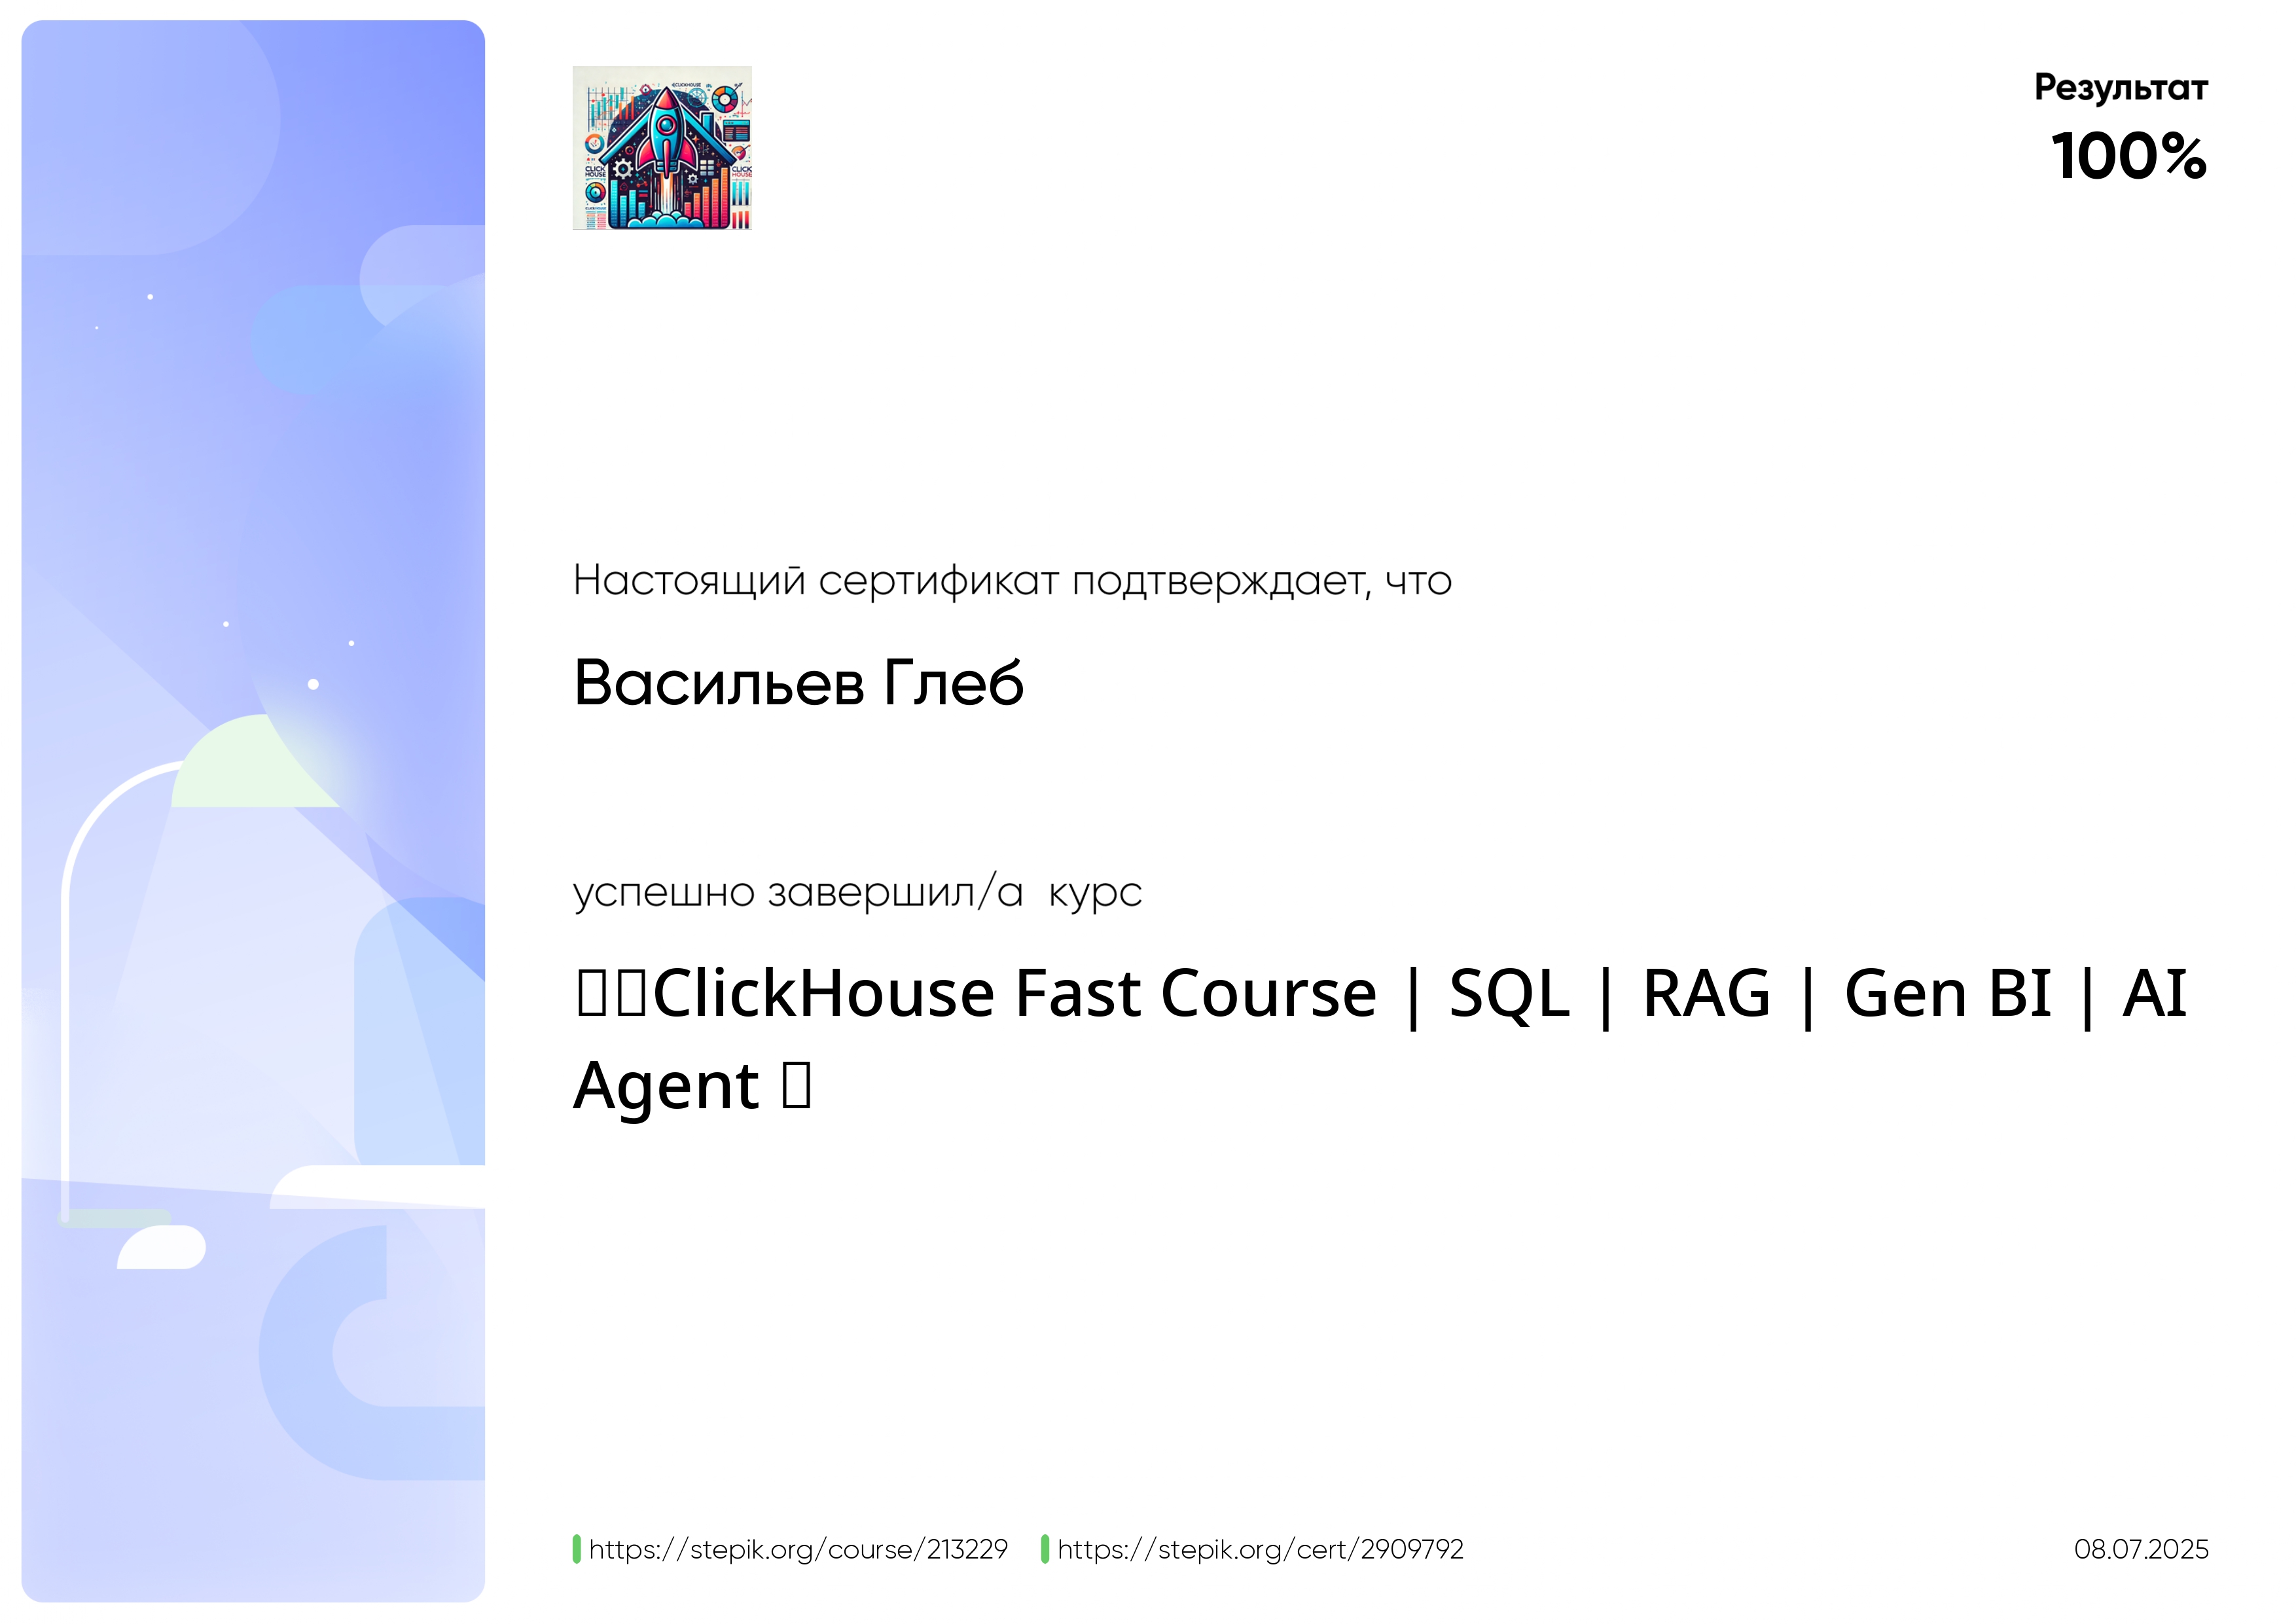 Результат
100%
CLICKHOUSE
CLICK
HOUSE
CLICK
HOUSE
Настоящий сертификат подтверждает, что
Васильев Глеб
успешно завершил/а курс
ClickHouse Fast Course | SQL | RAG | Gen BI | AI
Agent
https://stepik.org/course/213229 https://stepik.org/cert/2909792
08.07.2025